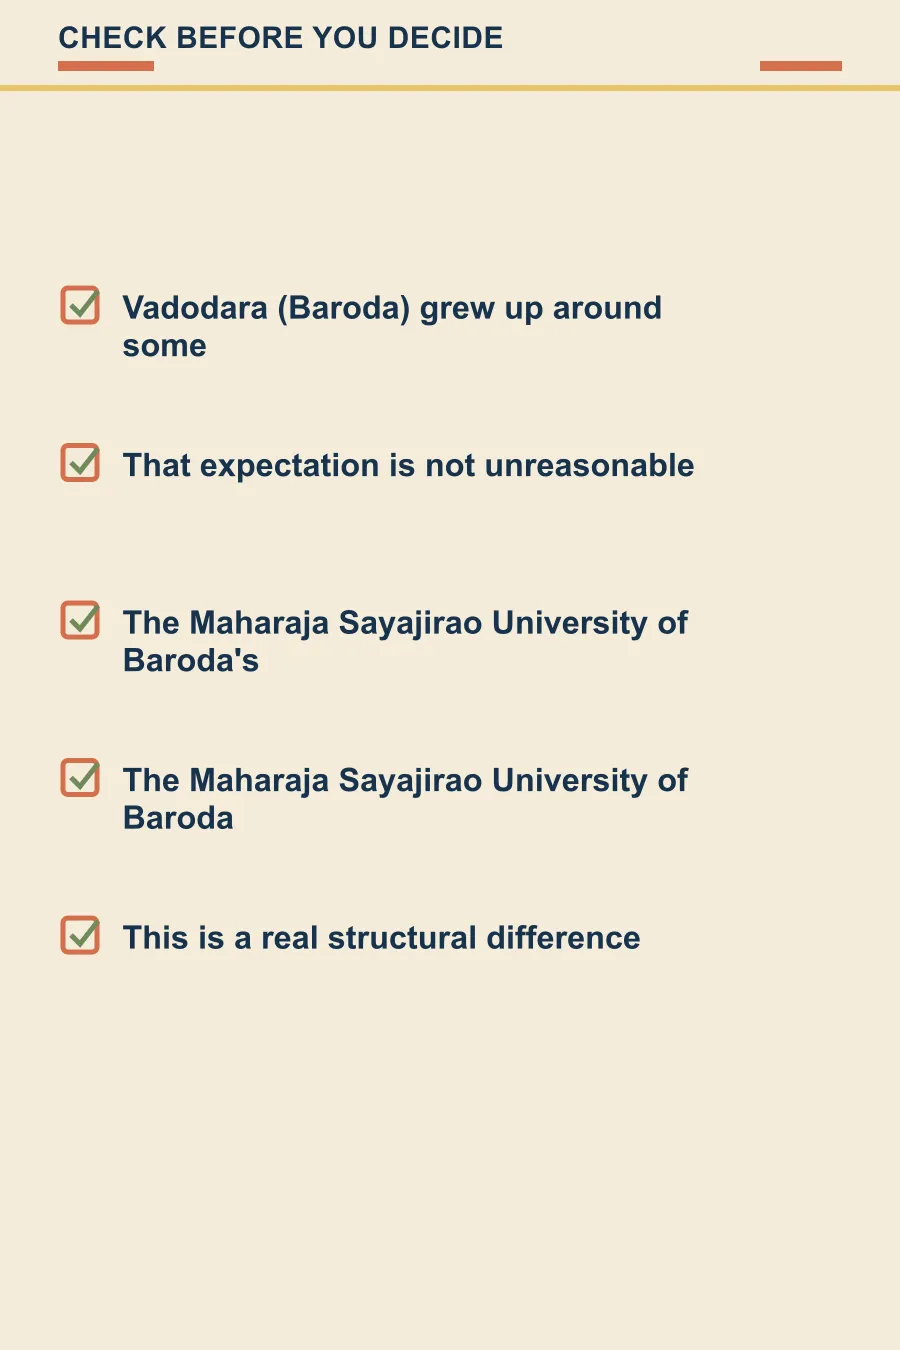 CHECK BEFORE YOU DECIDE
Vadodara (Baroda) grew up around
some
That expectation is not unreasonable
The Maharaja Sayajirao University of
Baroda's
The Maharaja Sayajirao University of
Baroda
This is a real structural difference